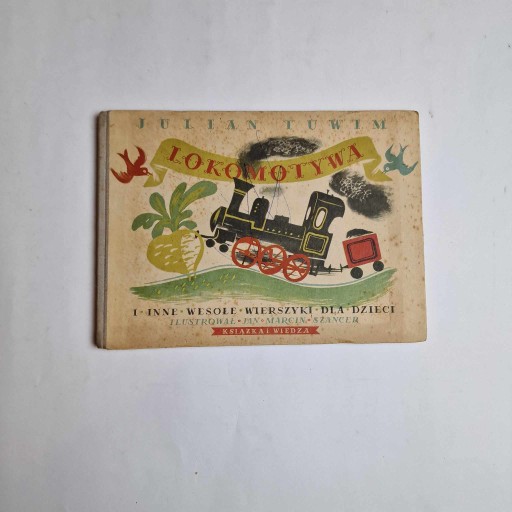 JULIAN TUWIM
LOKOMOTYWA
I • INNE • WESOŁE • WIERSZYKI • DLA • DZIECI
ILUSTROWAŁ • JAN • MARCIN • SZANCER
KSIĄŻKA I WIEDZA